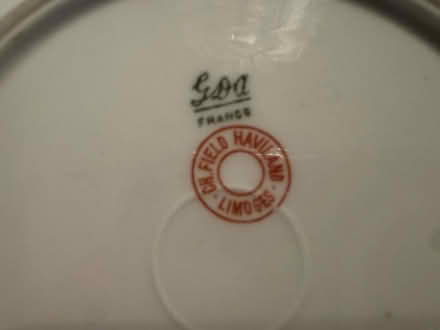 GDA
FRANCE
CH. FIELD HAVILAND
LIMOGES